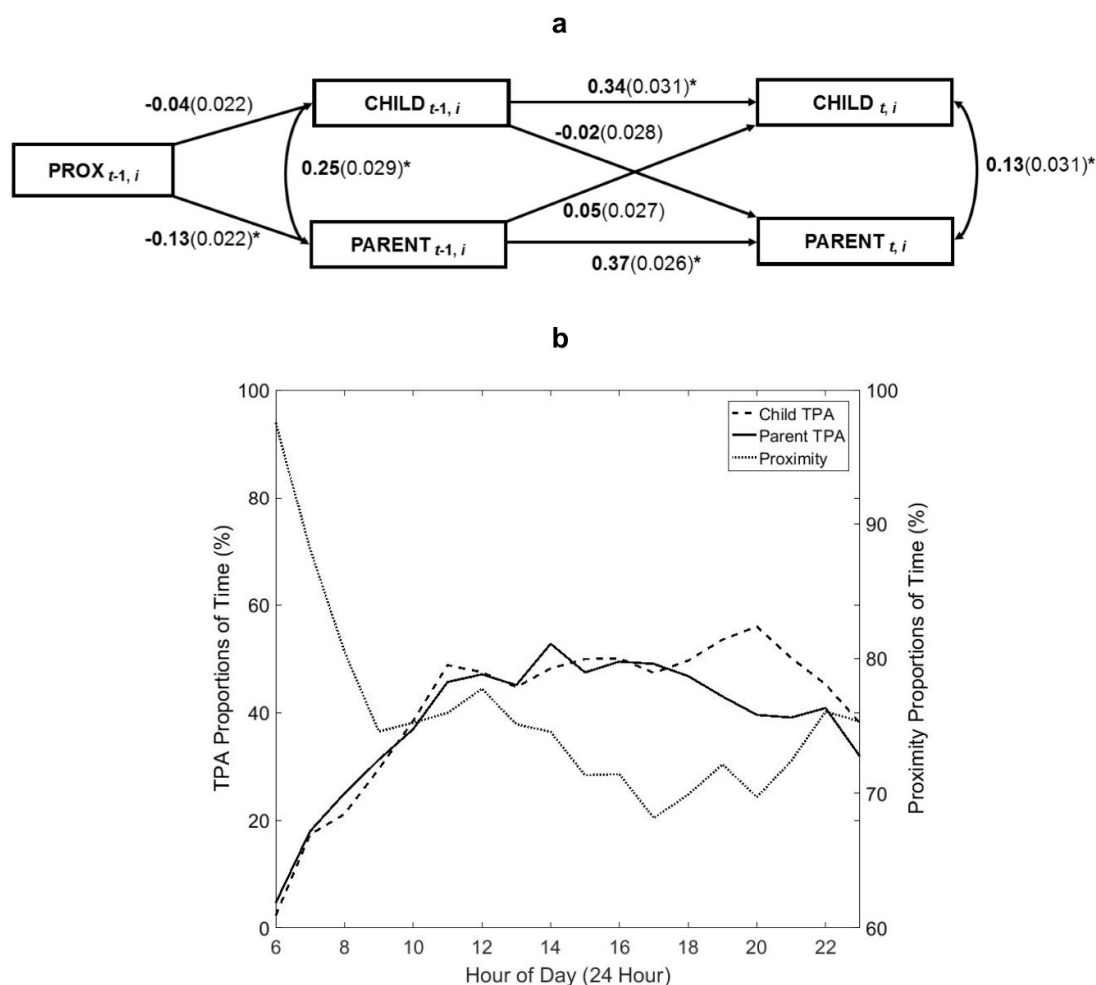 a
-0.04(0.022)
CHILD t-1, i
0.34(0.031)*
CHILD t, i
-0.02(0.028)
PROX t-1, i
0.25(0.029)*
0.13(0.031)*
-0.13(0.022)*
PARENT t-1, i
0.05(0.027)
PARENT t, i
0.37(0.026)*
b
100
80
60
40
20
0
TPA Proportions of Time (%)
Child TPA
Parent TPA
Proximity
100
90
80
70
60
Proximity Proportions of Time (%)
6 8 10 12 14 16 18 20 22
Hour of Day (24 Hour)